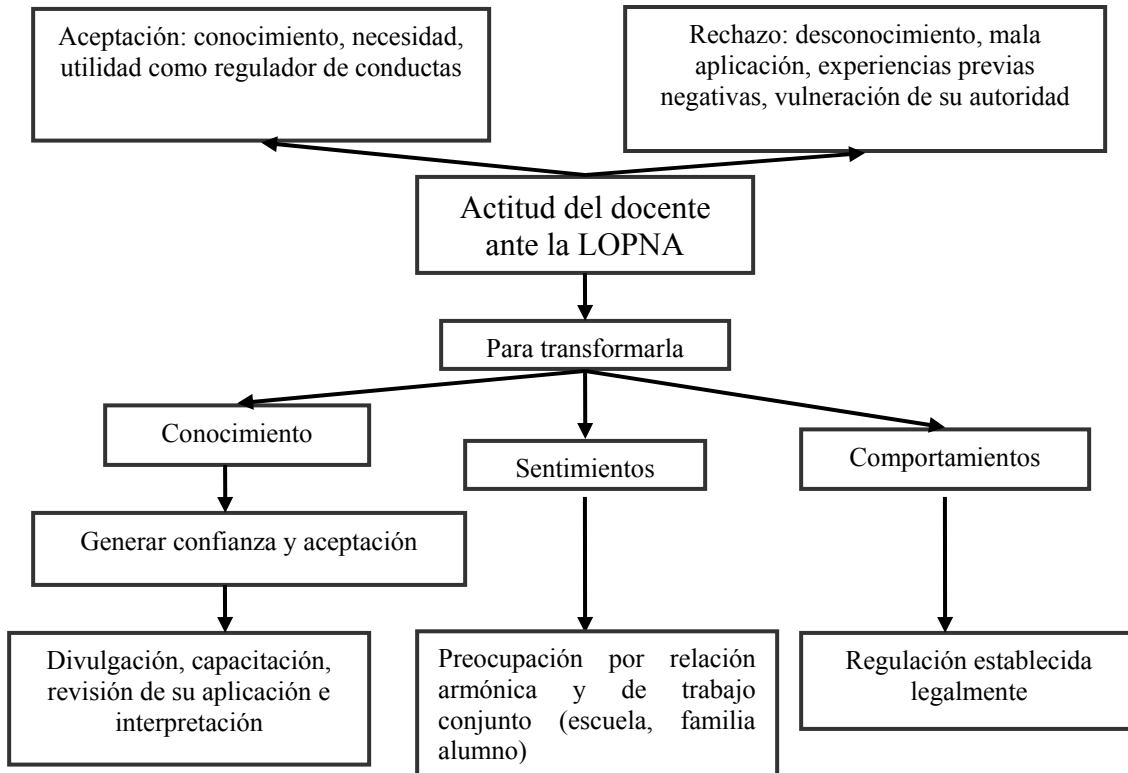 Aceptación: conocimiento, necesidad,
utilidad como regulador de conductas
Rechazo: desconocimiento, mala
aplicación, experiencias previas
negativas, vulneración de su autoridad
Actitud del docente
ante la LOPNA
Para transformarla
Conocimiento
Sentimientos
Comportamientos
Generar confianza y aceptación
Divulgación, capacitación,
revisión de su aplicación e
interpretación
Preocupación por relación
armónica y de trabajo
conjunto (escuela, familia
alumno)
Regulación establecida
legalmente